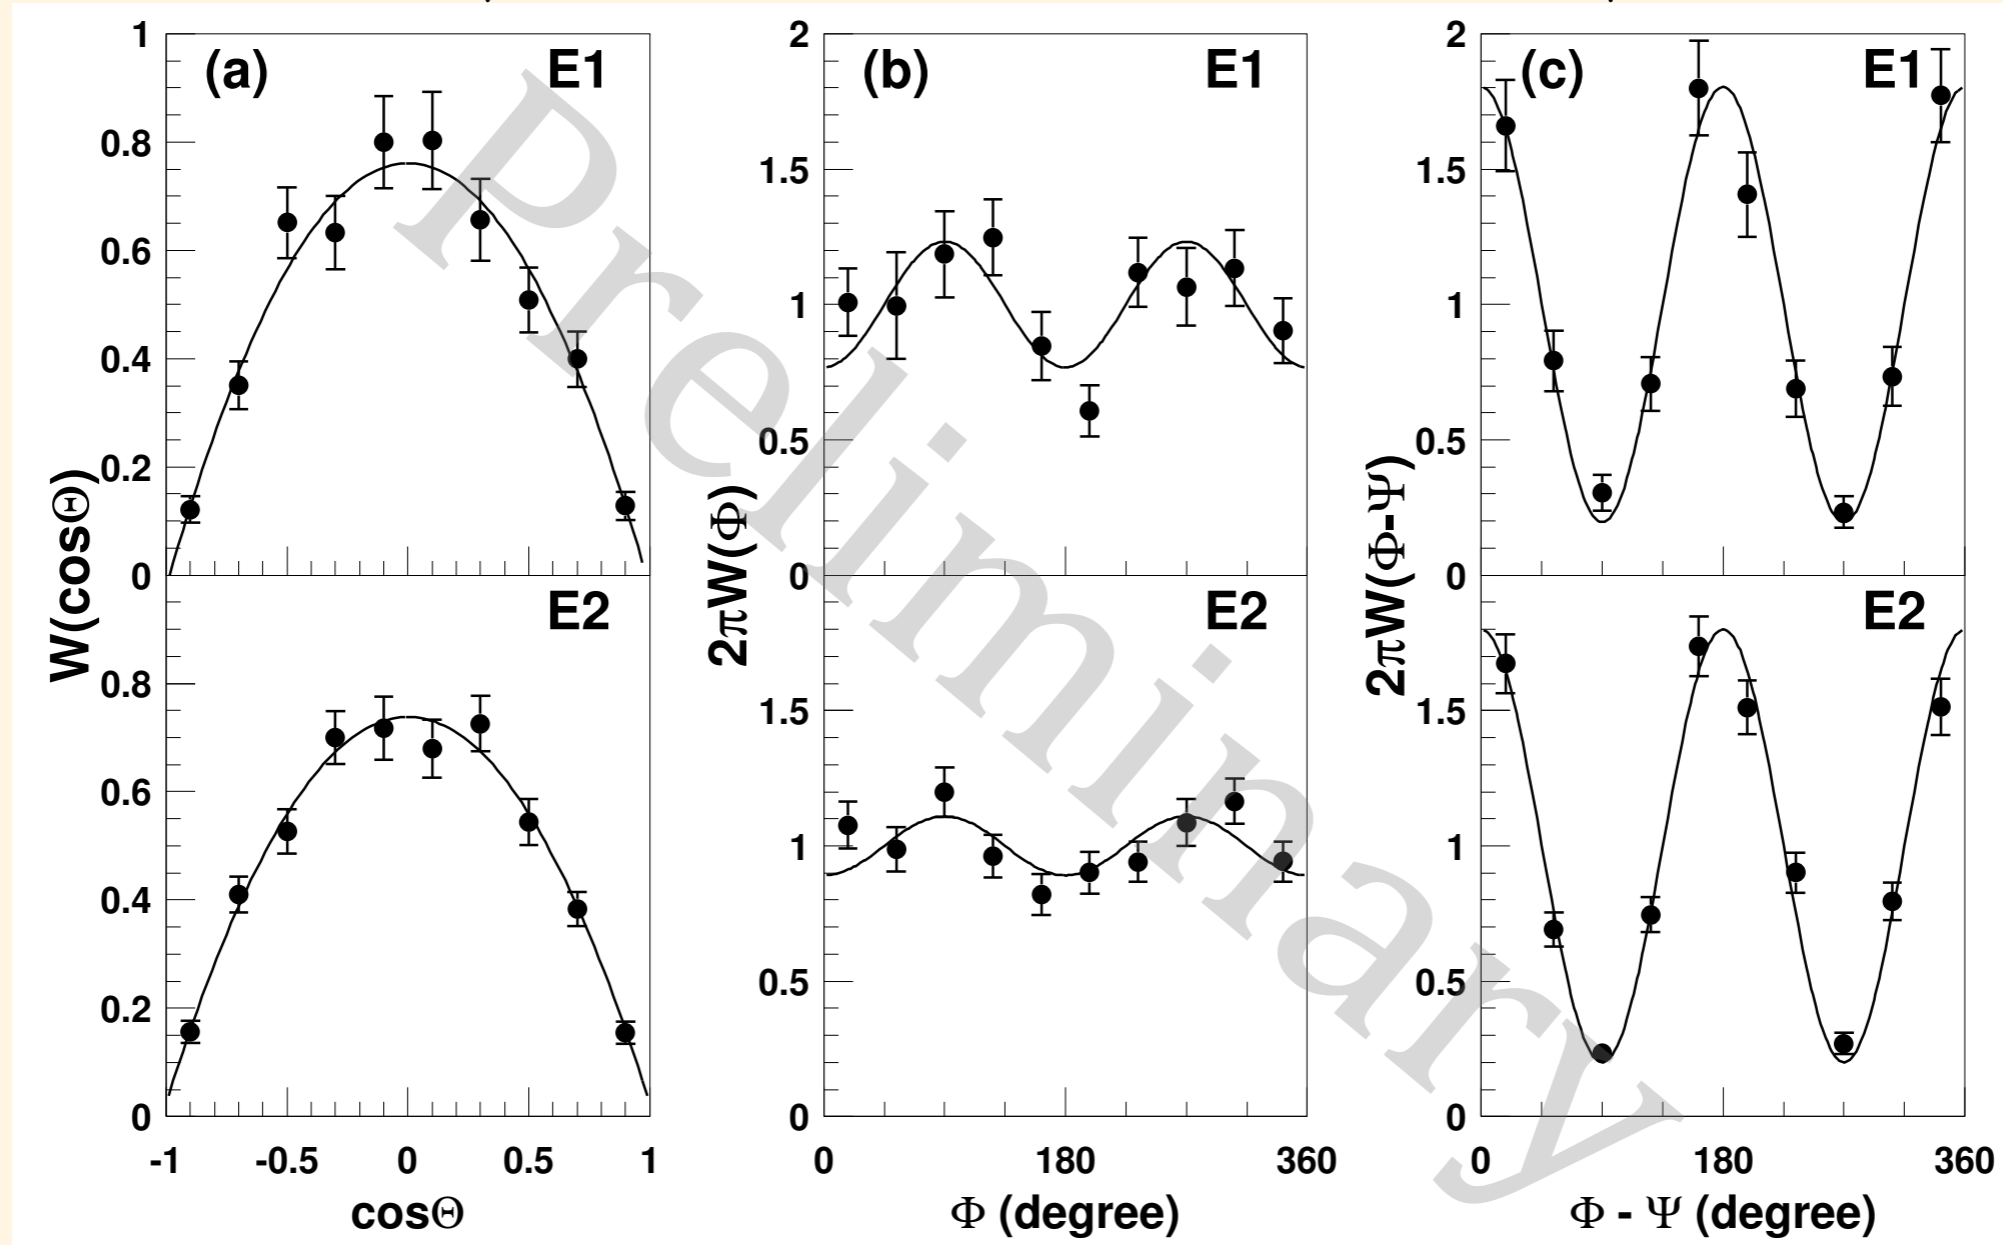 (a) E1
(b) E1
(c) E1
1
0.8
0.6
0.4
0.2
0
2
1.5
1
0.5
0
2
1.5
1
0.5
0
W(cosΘ)
2πW(Φ)
2πW(Φ-Ψ)
E2
E2
E2
0.8
0.6
0.4
0.2
0
1.5
1
0.5
0
1.5
1
0.5
0
-1 -0.5 0 0.5 1
0 180 360
0 180 360
cosΘ
Φ (degree)
Φ - Ψ (degree)
Preliminary